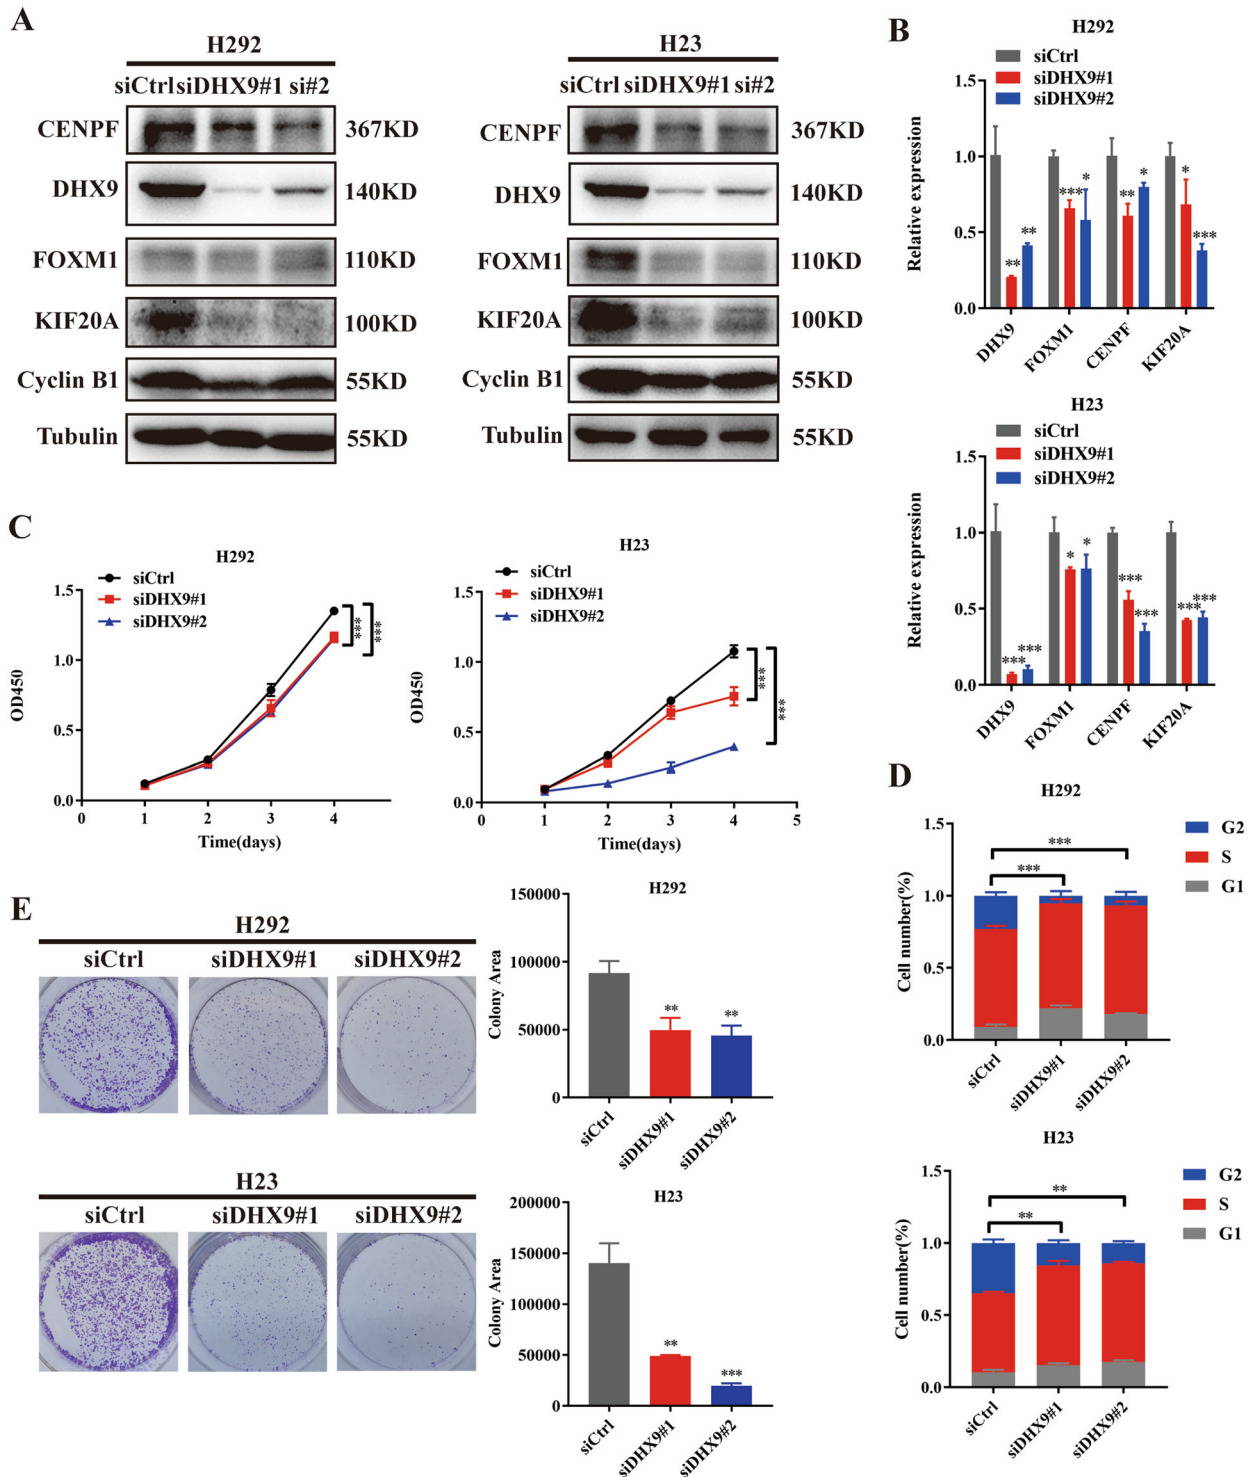 A
H292
siCtrl siDHX9#1 si#2
CENPF 367KD
DHX9 140KD
FOXM1 110KD
KIF20A 100KD
Cyclin B1 55KD
Tubulin 55KD
H23
siCtrl siDHX9#1 si#2
CENPF 367KD
DHX9 140KD
FOXM1 110KD
KIF20A 100KD
Cyclin B1 55KD
Tubulin 55KD
B
H292
siCtrl
siDHX9#1
siDHX9#2
Relative expression
1.5
1.0
0.5
0.0
** ** *** * ** * * ***
DHX9 FOXM1 CENPF KIF20A
H23
siCtrl
siDHX9#1
siDHX9#2
Relative expression
1.5
1.0
0.5
0.0
*** *** * * *** *** *** ***
DHX9 FOXM1 CENPF KIF20A
C
H292
siCtrl
siDHX9#1
siDHX9#2
OD450
1.5
1.0
0.5
0.0
0 1 2 3 4
Time(days)
*** ***
H23
siCtrl
siDHX9#1
siDHX9#2
OD450
1.5
1.0
0.5
0.0
0 1 2 3 4 5
Time(days)
*** ***
D
H292
G2
S
G1
Cell number(%)
1.5
1.0
0.5
0.0
***
***
siCtrl siDHX9#1 siDHX9#2
H23
G2
S
G1
Cell number(%)
1.5
1.0
0.5
0.0
**
**
siCtrl siDHX9#1 siDHX9#2
E
H292
siCtrl siDHX9#1 siDHX9#2
H292
Colony Area
150000
100000
50000
0
** **
siCtrl siDHX9#1 siDHX9#2
H23
siCtrl siDHX9#1 siDHX9#2
H23
Colony Area
200000
150000
100000
50000
0
** ***
siCtrl siDHX9#1 siDHX9#2